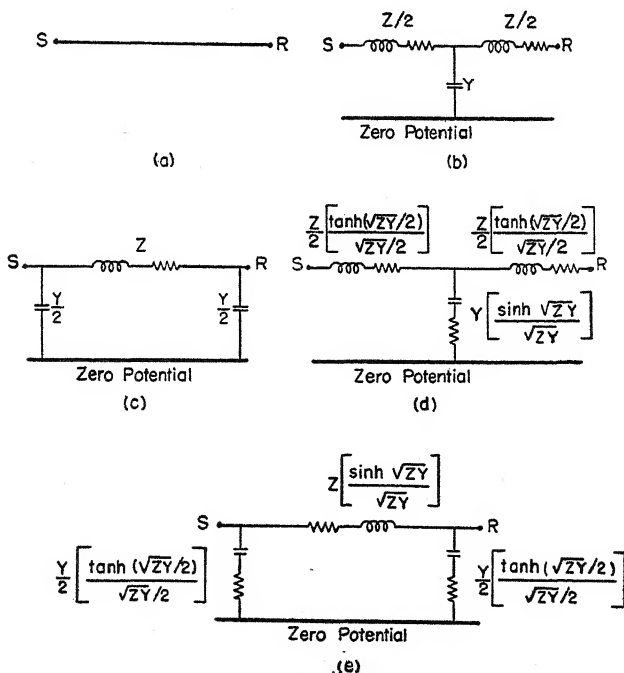 S R
(a)
Z/2 Z/2
S R
Y
Zero Potential
(b)
Z
S R
Y/2 Y/2
Zero Potential
(c)
Z/2 [tanh(√ZY/2) / √ZY/2] Z/2 [tanh(√ZY/2) / √ZY/2]
S R
Y [sinh √ZY / √ZY]
Zero Potential
(d)
Z [sinh √ZY / √ZY]
S R
Y/2 [tanh (√ZY/2) / √ZY/2] Y/2 [tanh (√ZY/2) / √ZY/2]
Zero Potential
(e)